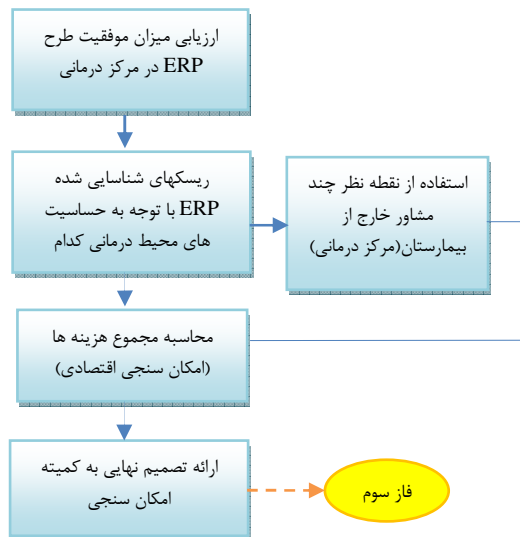 ارزیابی میزان موفقیت طرح
ERP در مرکز درمانی
ریسکهای شناسایی شده
ERP با توجه به حساسیت
های محیط درمانی کدام
استفاده از نقطه نظر چند
مشاور خارج از
بیمارستان(مرکز درمانی)
محاسبه مجموع هزینه ها
(امکان سنجی اقتصادی)
ارائه تصمیم نهایی به کمیته
امکان سنجی
فاز سوم